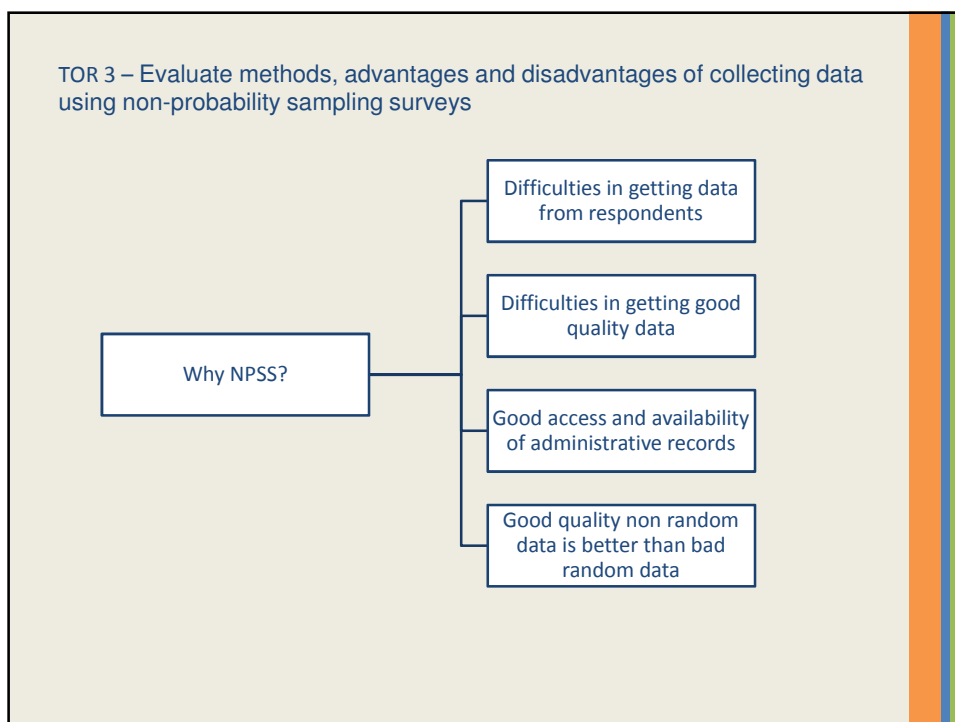 TOR 3 – Evaluate methods, advantages and disadvantages of collecting data
using non-probability sampling surveys
Why NPSS?
Difficulties in getting data
from respondents
Difficulties in getting good
quality data
Good access and availability
of administrative records
Good quality non random
data is better than bad
random data